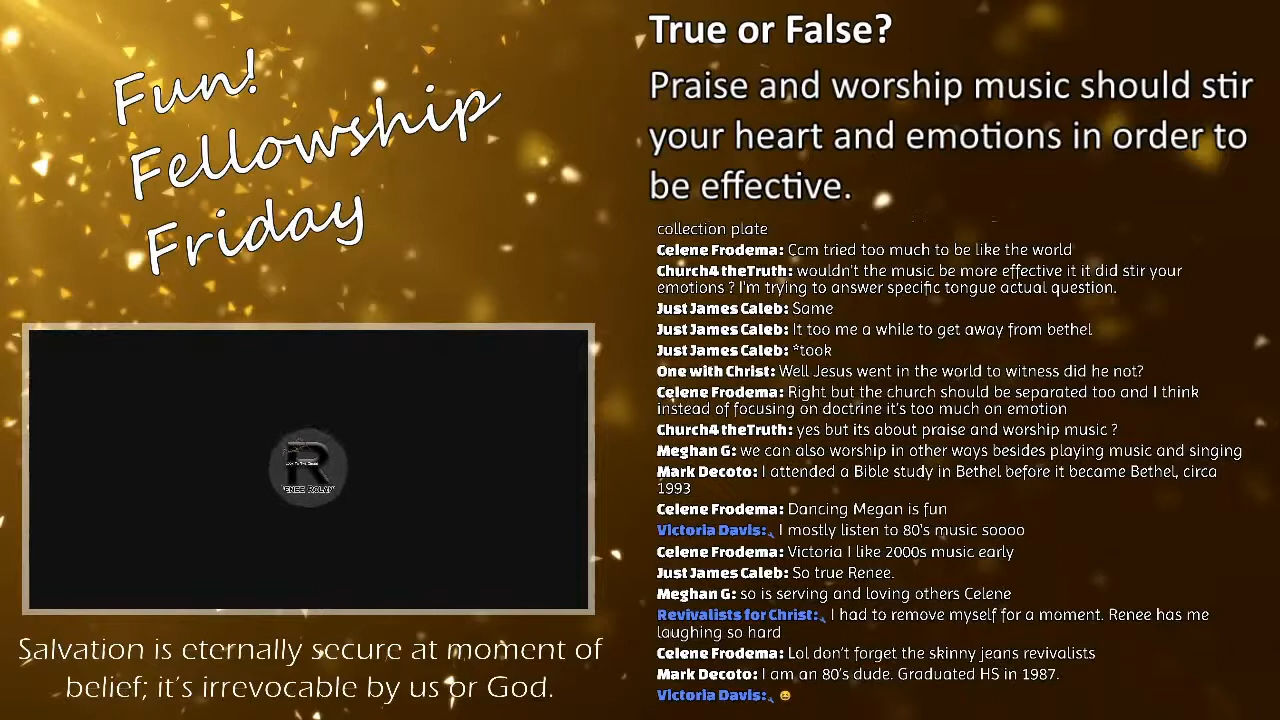 Fun!
Fellowship
Friday
True or False?
Praise and worship music should stir
your heart and emotions in order to
be effective.
collection plate
Celene Frodema: Ccm tried too much to be like the world
Church4theTruth: wouldn't the music be more effective it it did stir your
emotions ? I'm trying to answer specific tongue actual question.
Just James Caleb: Same
Just James Caleb: It too me a while to get away from bethel
Just James Caleb: *took
One with Christ: Well Jesus went in the world to witness did he not?
Celene Frodema: Right but the church should be separated too and I think
instead of focusing on doctrine it's too much on emotion
Church4theTruth: yes but its about praise and worship music ?
Meghan G: we can also worship in other ways besides playing music and singing
Mark Decoto: I attended a Bible study in Bethel before it became Bethel, circa
1993
Celene Frodema: Dancing Megan is fun
Victoria Davis: I mostly listen to 80's music soooo
Celene Frodema: Victoria I like 2000s music early
Just James Caleb: So true Renee.
Meghan G: so is serving and loving others Celene
Revivalists for Christ: I had to remove myself for a moment. Renee has me
laughing so hard
Celene Frodema: Lol don't forget the skinny jeans revivalists
Mark Decoto: I am an 80's dude. Graduated HS in 1987.
Victoria Davis: 😊
R
RENEE ROLAND
Salvation is eternally secure at moment of
belief; it's irrevocable by us or God.